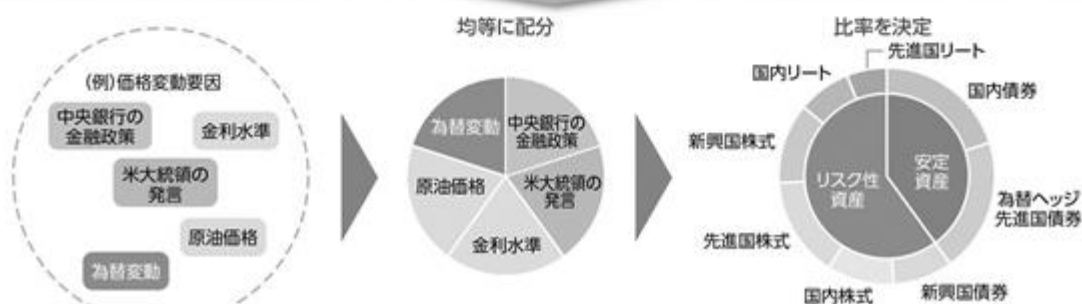 均等に配分
比率を決定
(例)価格変動要因
中央銀行の
金融政策
金利水準
米大統領の
発言
原油価格
為替変動
為替変動
中央銀行の
金融政策
原油価格
米大統領の
発言
金利水準
先進国リート
国内リート
国内債券
新興国株式
安定
資産
リスク性
資産
為替ヘッジ
先進国債券
先進国株式
国内株式
新興国債券